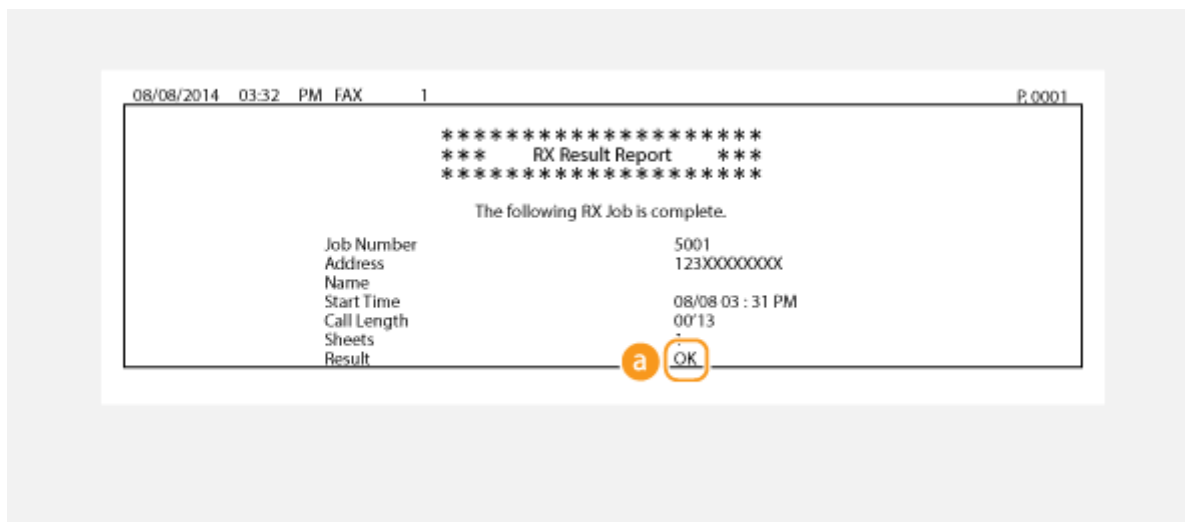 08/08/2014 03:32 PM FAX 1 P. 0001
********************
*** RX Result Report ***
********************
The following RX Job is complete.
Job Number 5001
Address 123XXXXXXXX
Name
Start Time 08/08 03 : 31 PM
Call Length 00'13
Sheets
Result a OK